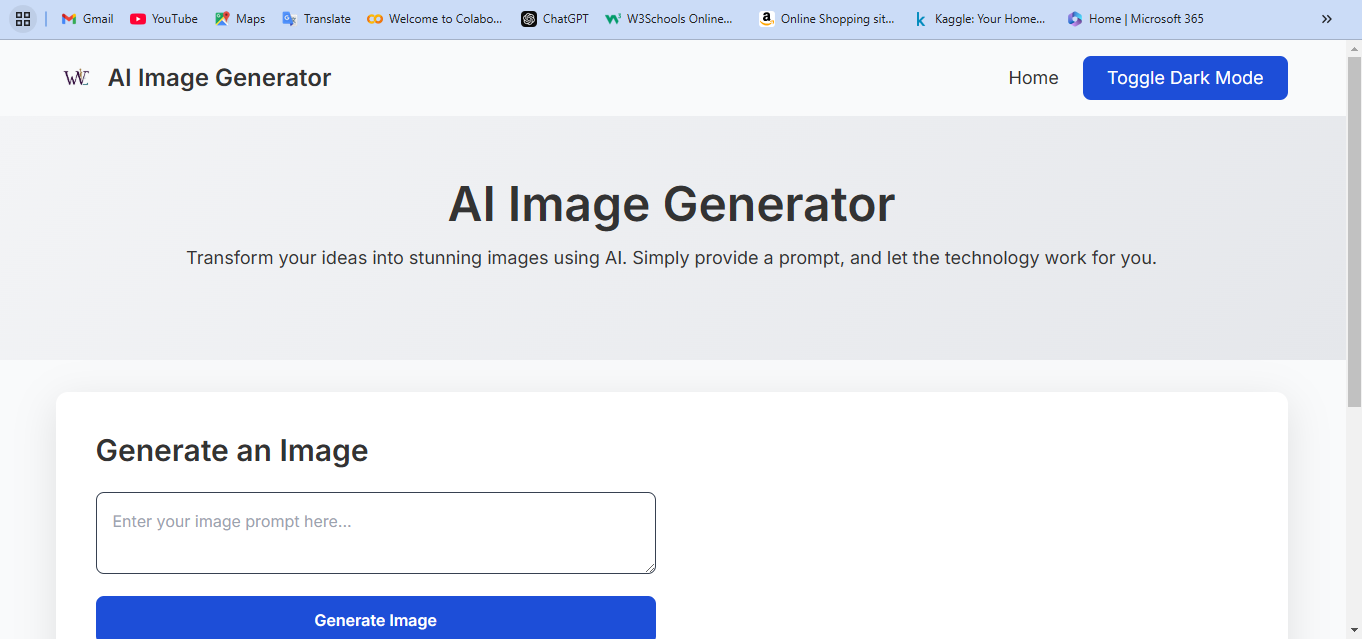 Gmail YouTube Maps Translate Welcome to Colabo... ChatGPT W3Schools Online... Online Shopping sit... Kaggle: Your Home... Home | Microsoft 365
AI Image Generator Home Toggle Dark Mode
AI Image Generator
Transform your ideas into stunning images using AI. Simply provide a prompt, and let the technology work for you.
Generate an Image
Enter your image prompt here...
Generate Image